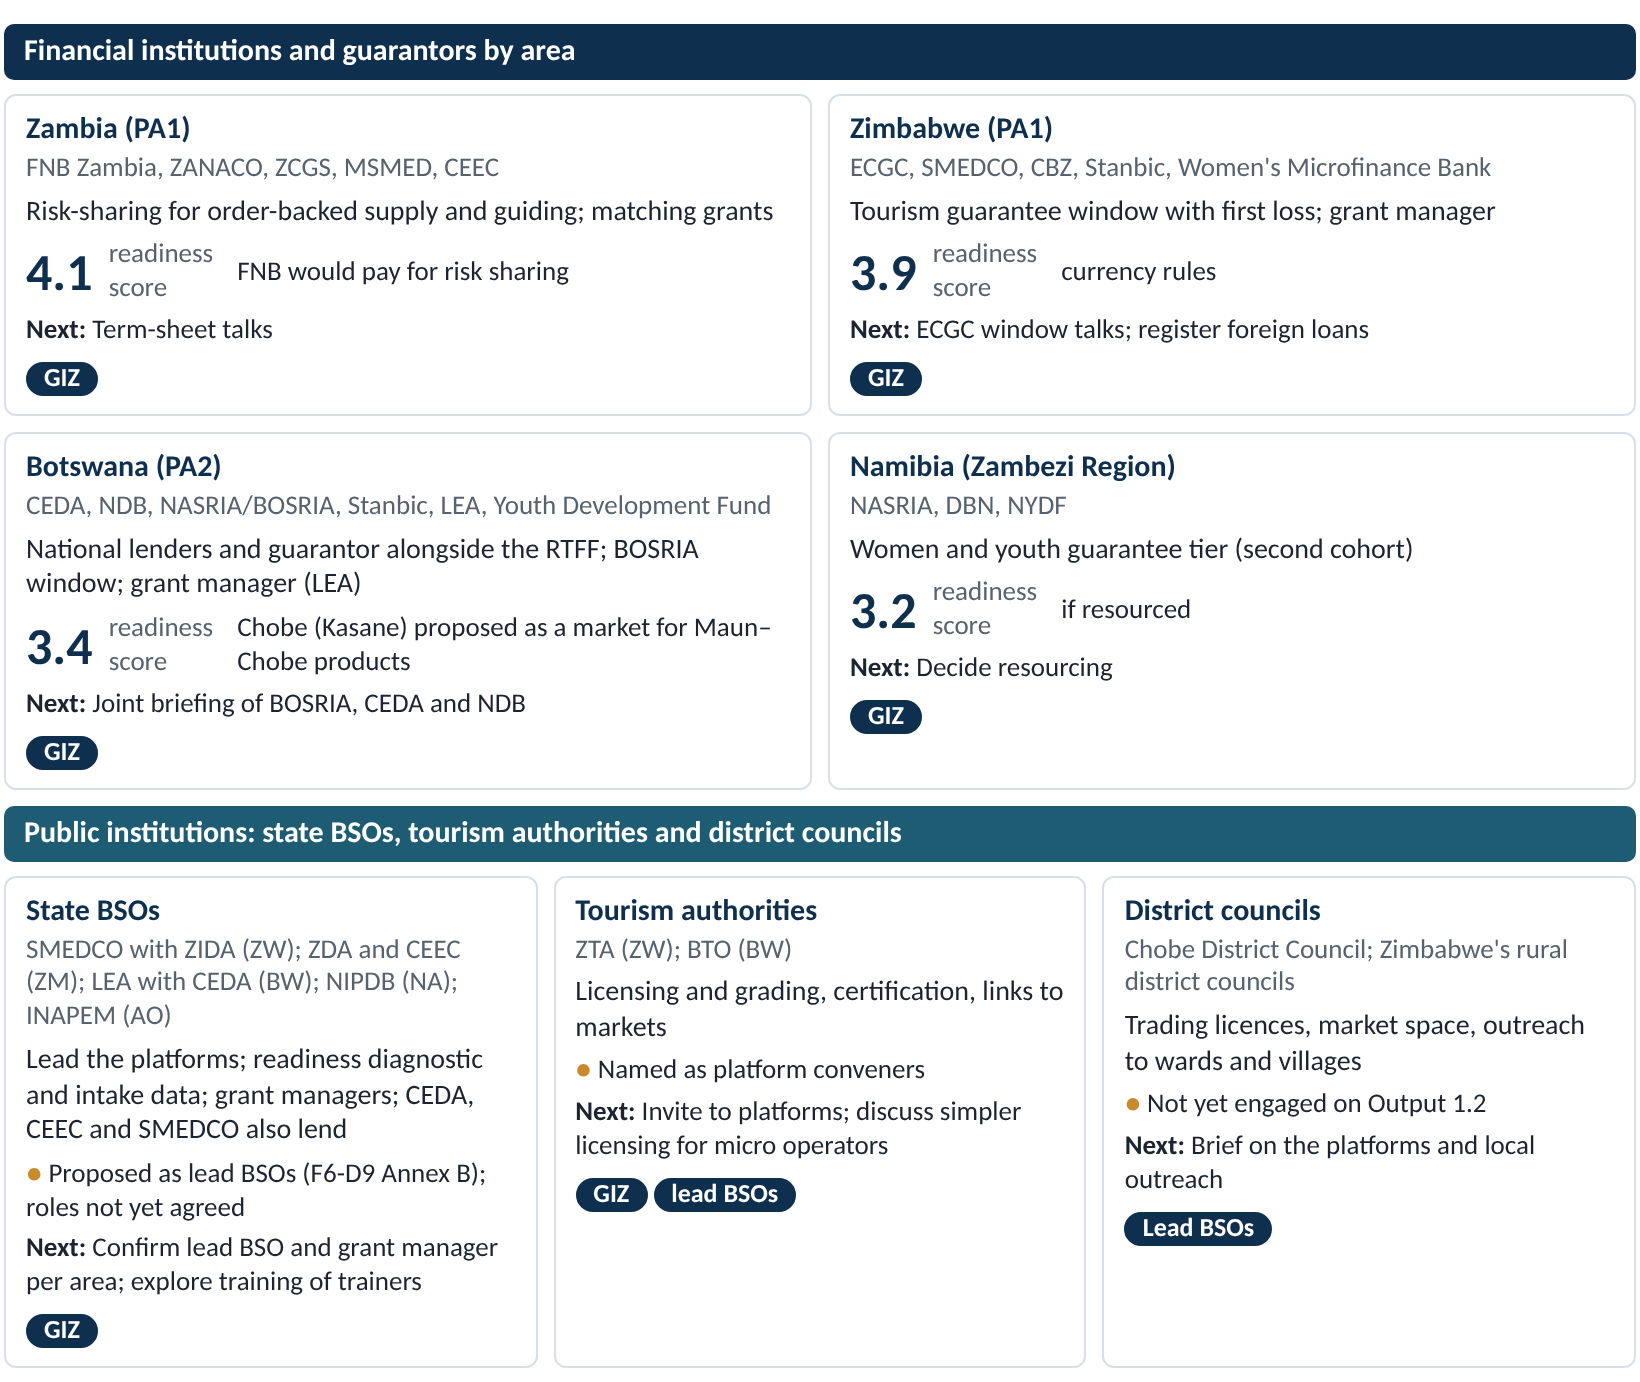 Financial institutions and guarantors by area
Zambia (PA1)
FNB Zambia, ZANACO, ZCGS, MSMED, CEEC
Risk-sharing for order-backed supply and guiding; matching grants
4.1 readiness score FNB would pay for risk sharing
Next: Term-sheet talks
GIZ
Zimbabwe (PA1)
ECGC, SMEDCO, CBZ, Stanbic, Women's Microfinance Bank
Tourism guarantee window with first loss; grant manager
3.9 readiness score currency rules
Next: ECGC window talks; register foreign loans
GIZ
Botswana (PA2)
CEDA, NDB, NASRIA/BOSRIA, Stanbic, LEA, Youth Development Fund
National lenders and guarantor alongside the RTFF; BOSRIA
window; grant manager (LEA)
3.4 readiness score Chobe (Kasane) proposed as a market for Maun–
Chobe products
Next: Joint briefing of BOSRIA, CEDA and NDB
GIZ
Namibia (Zambezi Region)
NASRIA, DBN, NYDF
Women and youth guarantee tier (second cohort)
3.2 readiness score if resourced
Next: Decide resourcing
GIZ
Public institutions: state BSOs, tourism authorities and district councils
State BSOs
SMEDCO with ZIDA (ZW); ZDA and CEEC
(ZM); LEA with CEDA (BW); NIPDB (NA);
INAPEM (AO)
Lead the platforms; readiness diagnostic
and intake data; grant managers; CEDA,
CEEC and SMEDCO also lend
● Proposed as lead BSOs (F6-D9 Annex B);
roles not yet agreed
Next: Confirm lead BSO and grant manager
per area; explore training of trainers
GIZ
Tourism authorities
ZTA (ZW); BTO (BW)
Licensing and grading, certification, links to
markets
● Named as platform conveners
Next: Invite to platforms; discuss simpler
licensing for micro operators
GIZ lead BSOs
District councils
Chobe District Council; Zimbabwe's rural
district councils
Trading licences, market space, outreach
to wards and villages
● Not yet engaged on Output 1.2
Next: Brief on the platforms and local
outreach
Lead BSOs